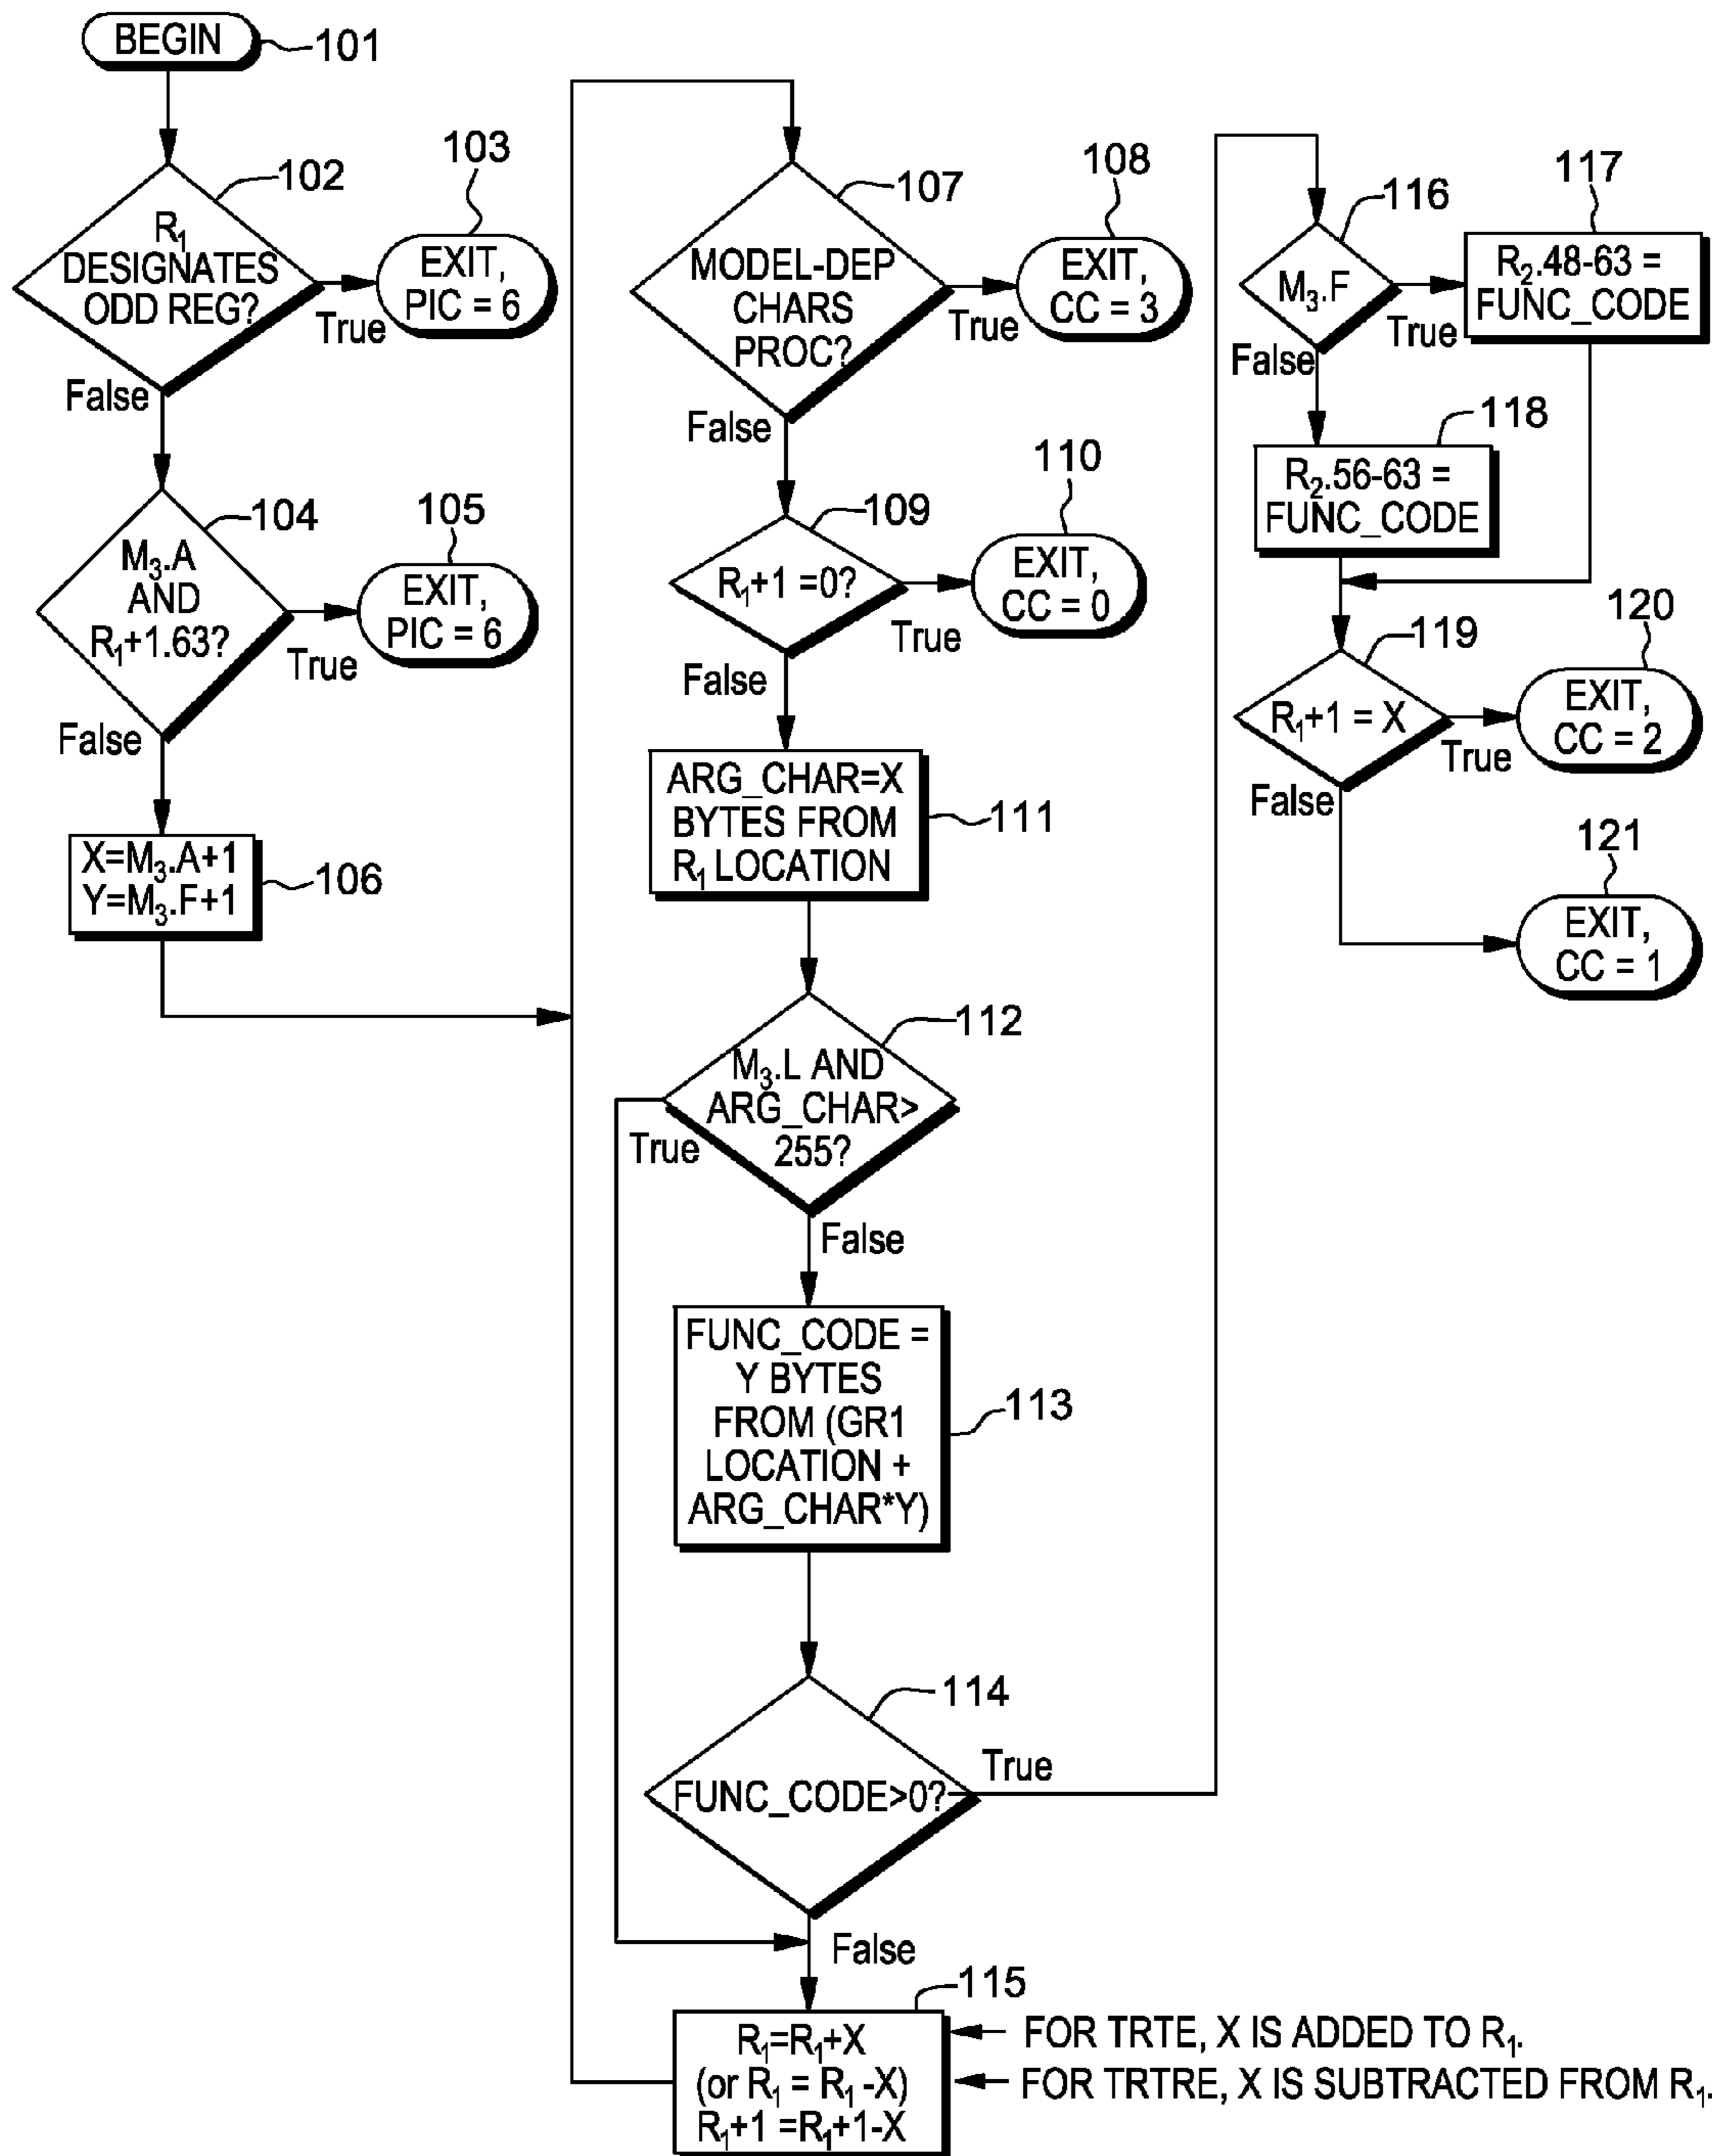 BEGIN
101
102
R₁
DESIGNATES
ODD REG?
True
False
103
EXIT,
PIC = 6
104
M₃.A
AND
R₁+1.63?
True
False
105
EXIT,
PIC = 6
X=M₃.A+1
Y=M₃.F+1
106
107
MODEL-DEP
CHARS
PROC?
True
False
108
EXIT,
CC = 3
109
R₁+1 =0?
True
False
110
EXIT,
CC = 0
ARG_CHAR=X
BYTES FROM
R₁ LOCATION
111
112
M₃.L AND
ARG_CHAR>
255?
True
False
FUNC_CODE =
Y BYTES
FROM (GR1
LOCATION +
ARG_CHAR*Y)
113
114
FUNC_CODE>0?
True
False
115
R₁=R₁+X
(or R₁ = R₁ -X)
R₁+1 =R₁+1-X
FOR TRTE, X IS ADDED TO R₁.
FOR TRTRE, X IS SUBTRACTED FROM R₁.
116
M₃.F
True
False
117
R₂.48-63 =
FUNC_CODE
118
R₂.56-63 =
FUNC_CODE
119
R₁+1 = X
True
False
120
EXIT,
CC = 2
121
EXIT,
CC = 1